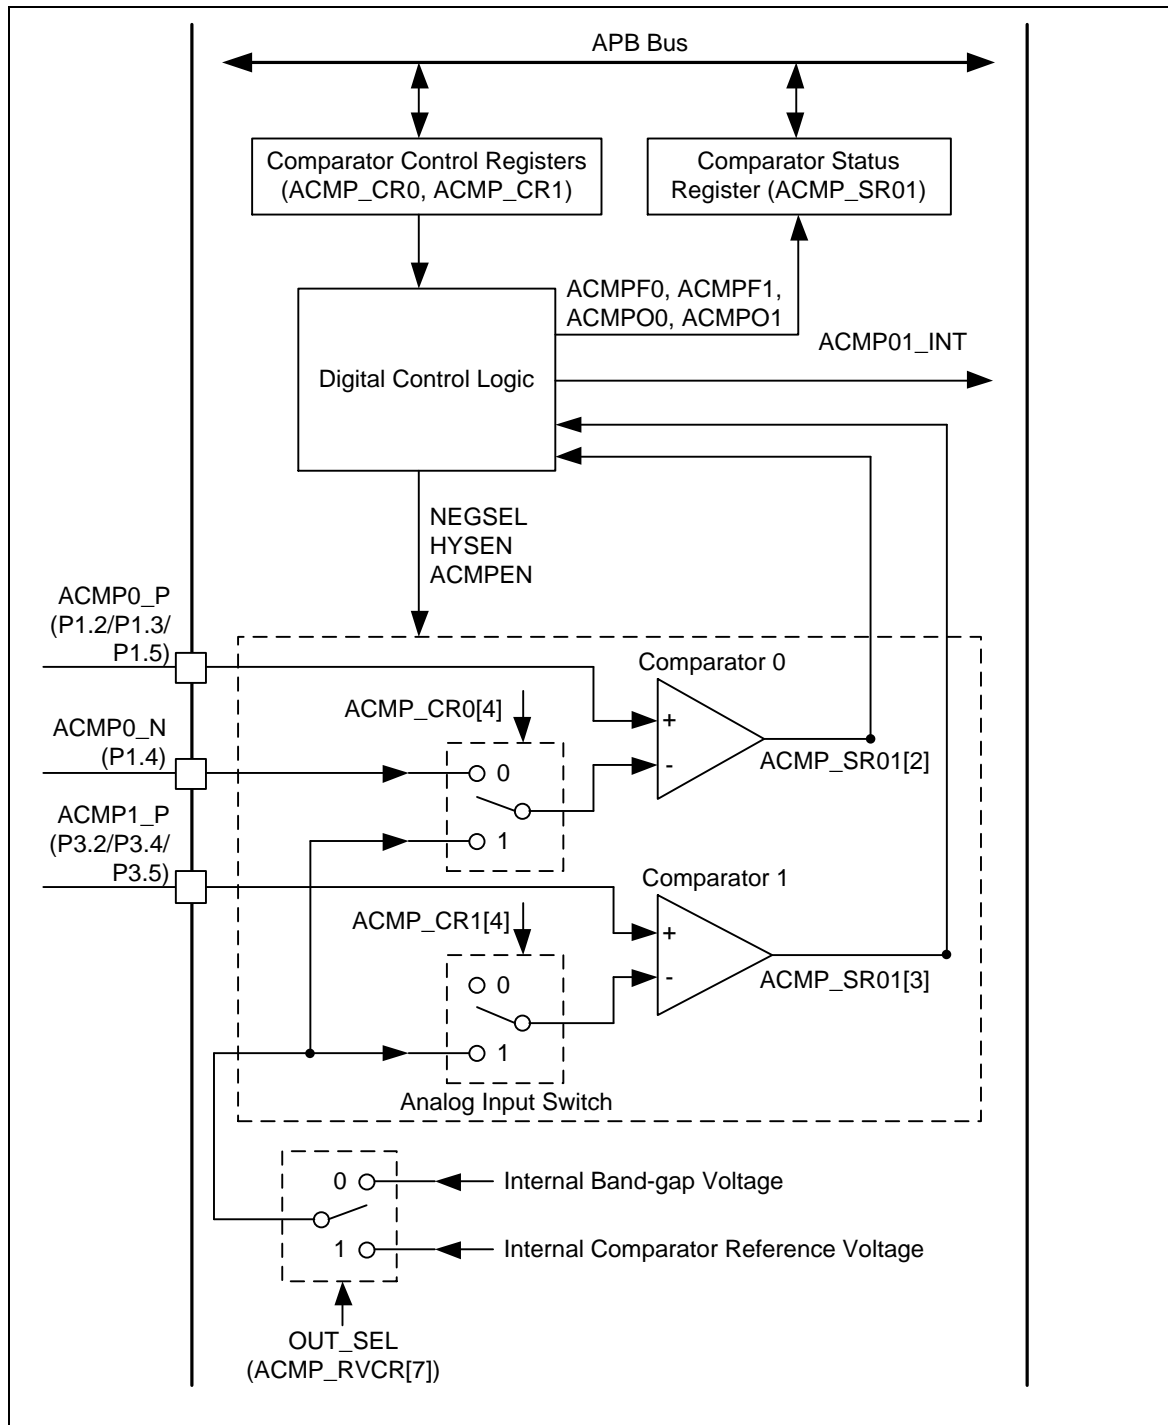 APB Bus
Comparator Control Registers
(ACMP_CR0, ACMP_CR1)
Comparator Status
Register (ACMP_SR01)
ACMPF0, ACMPF1,
ACMPO0, ACMPO1
ACMP01_INT
Digital Control Logic
NEGSEL
HYSEN
ACMPEN
ACMP0_P
(P1.2/P1.3/
P1.5)
Comparator 0
ACMP_CR0[4]
+
-
ACMP0_N
(P1.4)
0
1
ACMP_SR01[2]
ACMP1_P
(P3.2/P3.4/
P3.5)
Comparator 1
ACMP_CR1[4]
+
-
0
1
ACMP_SR01[3]
Analog Input Switch
0
Internal Band-gap Voltage
1
Internal Comparator Reference Voltage
OUT_SEL
(ACMP_RVCR[7])